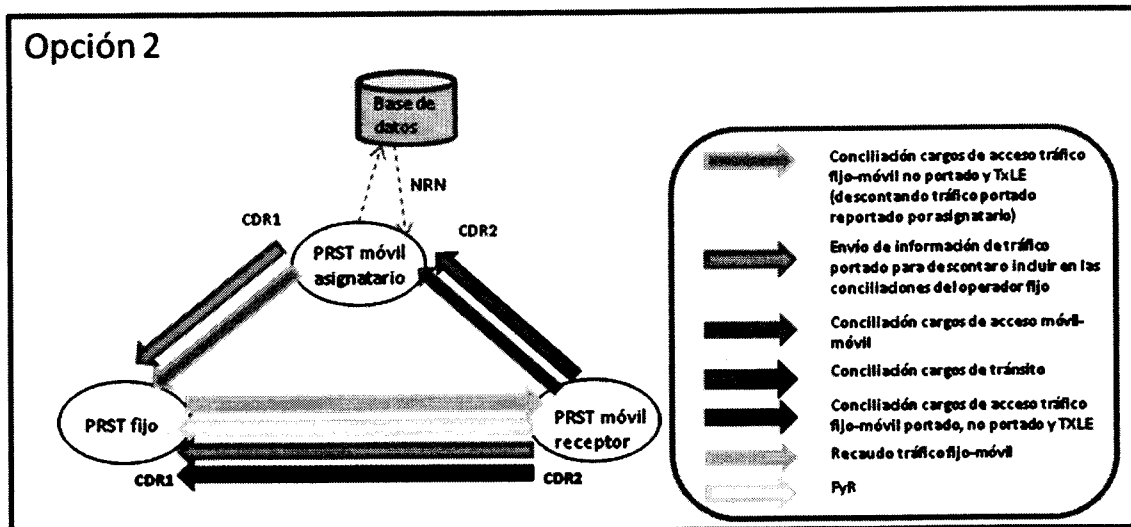 Opción 2
Base de
datos
NRN
CDR1
CDR2
PRST móvil
asignatario
PRST fijo
PRST móvil
receptor
CDR1
CDR2
Conciliación cargos de acceso tráfico
fijo-móvil no portado y TxLE
(descontando tráfico portado
reportado por asignatario)
Envío de información de tráfico
portado para descontar o incluir en las
conciliaciones del operador fijo
Conciliación cargos de acceso móvil-
móvil
Conciliación cargos de tránsito
Conciliación cargos de acceso tráfico
fijo-móvil portado, no portado y TXLE
Recaudo tráfico fijo-móvil
FyR